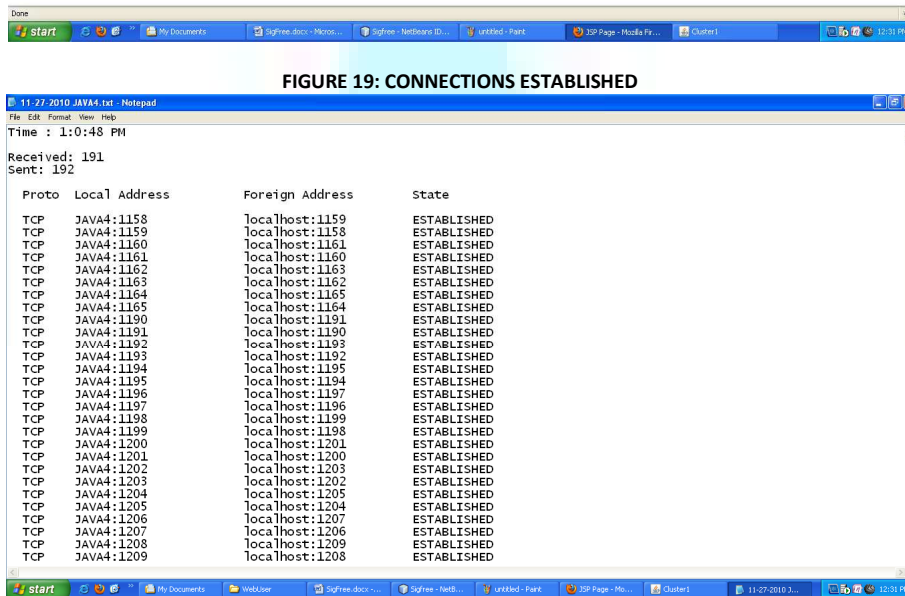 Done
start My Documents SigFree.docx - Micros... Sigfree - NetBeans ID... untitled - Paint JSP Page - Mozilla Fir... Cluster1 12:31 PM
FIGURE 19: CONNECTIONS ESTABLISHED
11-27-2010 JAVA4.txt - Notepad
File Edit Format View Help
Time : 1:0:48 PM
Received: 191
Sent: 192
Proto Local Address Foreign Address State
TCP JAVA4:1158 localhost:1159 ESTABLISHED
TCP JAVA4:1159 localhost:1158 ESTABLISHED
TCP JAVA4:1160 localhost:1161 ESTABLISHED
TCP JAVA4:1161 localhost:1160 ESTABLISHED
TCP JAVA4:1162 localhost:1163 ESTABLISHED
TCP JAVA4:1163 localhost:1162 ESTABLISHED
TCP JAVA4:1164 localhost:1165 ESTABLISHED
TCP JAVA4:1165 localhost:1164 ESTABLISHED
TCP JAVA4:1190 localhost:1191 ESTABLISHED
TCP JAVA4:1191 localhost:1190 ESTABLISHED
TCP JAVA4:1192 localhost:1193 ESTABLISHED
TCP JAVA4:1193 localhost:1192 ESTABLISHED
TCP JAVA4:1194 localhost:1195 ESTABLISHED
TCP JAVA4:1195 localhost:1194 ESTABLISHED
TCP JAVA4:1196 localhost:1197 ESTABLISHED
TCP JAVA4:1197 localhost:1196 ESTABLISHED
TCP JAVA4:1198 localhost:1199 ESTABLISHED
TCP JAVA4:1199 localhost:1198 ESTABLISHED
TCP JAVA4:1200 localhost:1201 ESTABLISHED
TCP JAVA4:1201 localhost:1200 ESTABLISHED
TCP JAVA4:1202 localhost:1203 ESTABLISHED
TCP JAVA4:1203 localhost:1202 ESTABLISHED
TCP JAVA4:1204 localhost:1205 ESTABLISHED
TCP JAVA4:1205 localhost:1204 ESTABLISHED
TCP JAVA4:1206 localhost:1207 ESTABLISHED
TCP JAVA4:1207 localhost:1206 ESTABLISHED
TCP JAVA4:1208 localhost:1209 ESTABLISHED
TCP JAVA4:1209 localhost:1208 ESTABLISHED
start My Documents WebUser SigFree.docx -... Sigfree - NetB... untitled - Paint JSP Page - Mo... Cluster1 11-27-2010 J... 12:31 P